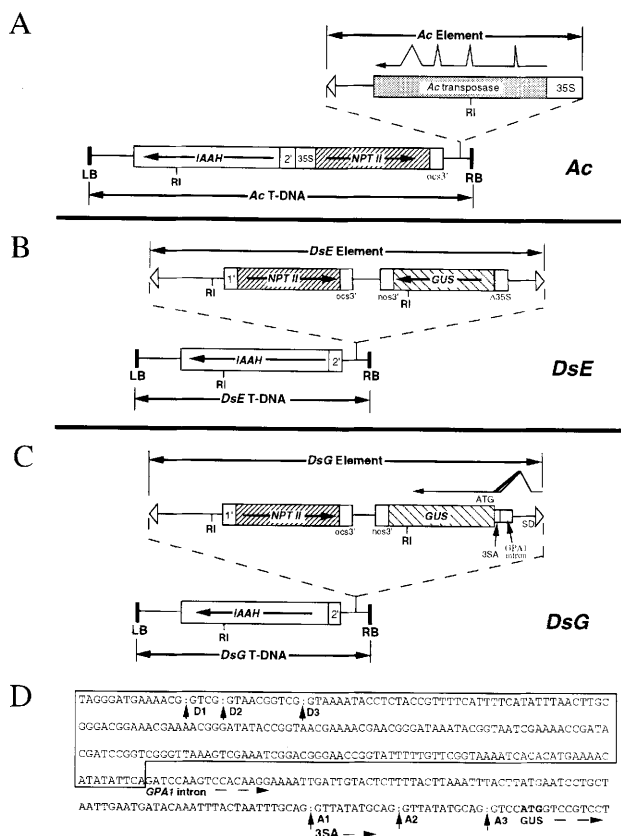 A
Ac Element
Ac transposase
35S
RI
IAAH
2'
35S
NPT II
ocs3'
RI
LB
RB
Ac T-DNA
Ac
B
DsE Element
RI
1'
NPT II
ocs3'
nos3'
GUS
RI
Δ35S
IAAH
2'
RI
LB
RB
DsE T-DNA
DsE
C
DsG Element
ATG
RI
1'
NPT II
ocs3'
nos3'
GUS
RI
SD
3SA
GPA1
intron
IAAH
2'
RI
LB
RB
DsG T-DNA
DsG
D
TAGGGATGAAAACG:GTCG:GTAACGGTCG:GTAAAATACCTCTACCGTTTTCATTTTCATATTTAACTTGC
D1 D2 D3
GGGACGGAAACGAAAACGGGATATACCGGTAACGAAAACGAACGGGATAAATACGGTAATCGAAAACCGATA
CGATCCGGTCGGGTTAAAGTCGAAATCGGACGGGAACCGGTATTTTTGTTCGGTAAAATCACACATGAAAAC
ATATATTCAGATCCAAGTCCACAAGGAAAATTGATTGTACTCTTTTACTTAAATTTACTTATGAATCCTGCT
GPA1 intron
AATTGAATGATACAAATTTACTAATTTGCAG:GTTATATGCAG:GTTATATGCAG:GTCCATGGTCCGTCCT
A1 A2 A3 GUS
3SA